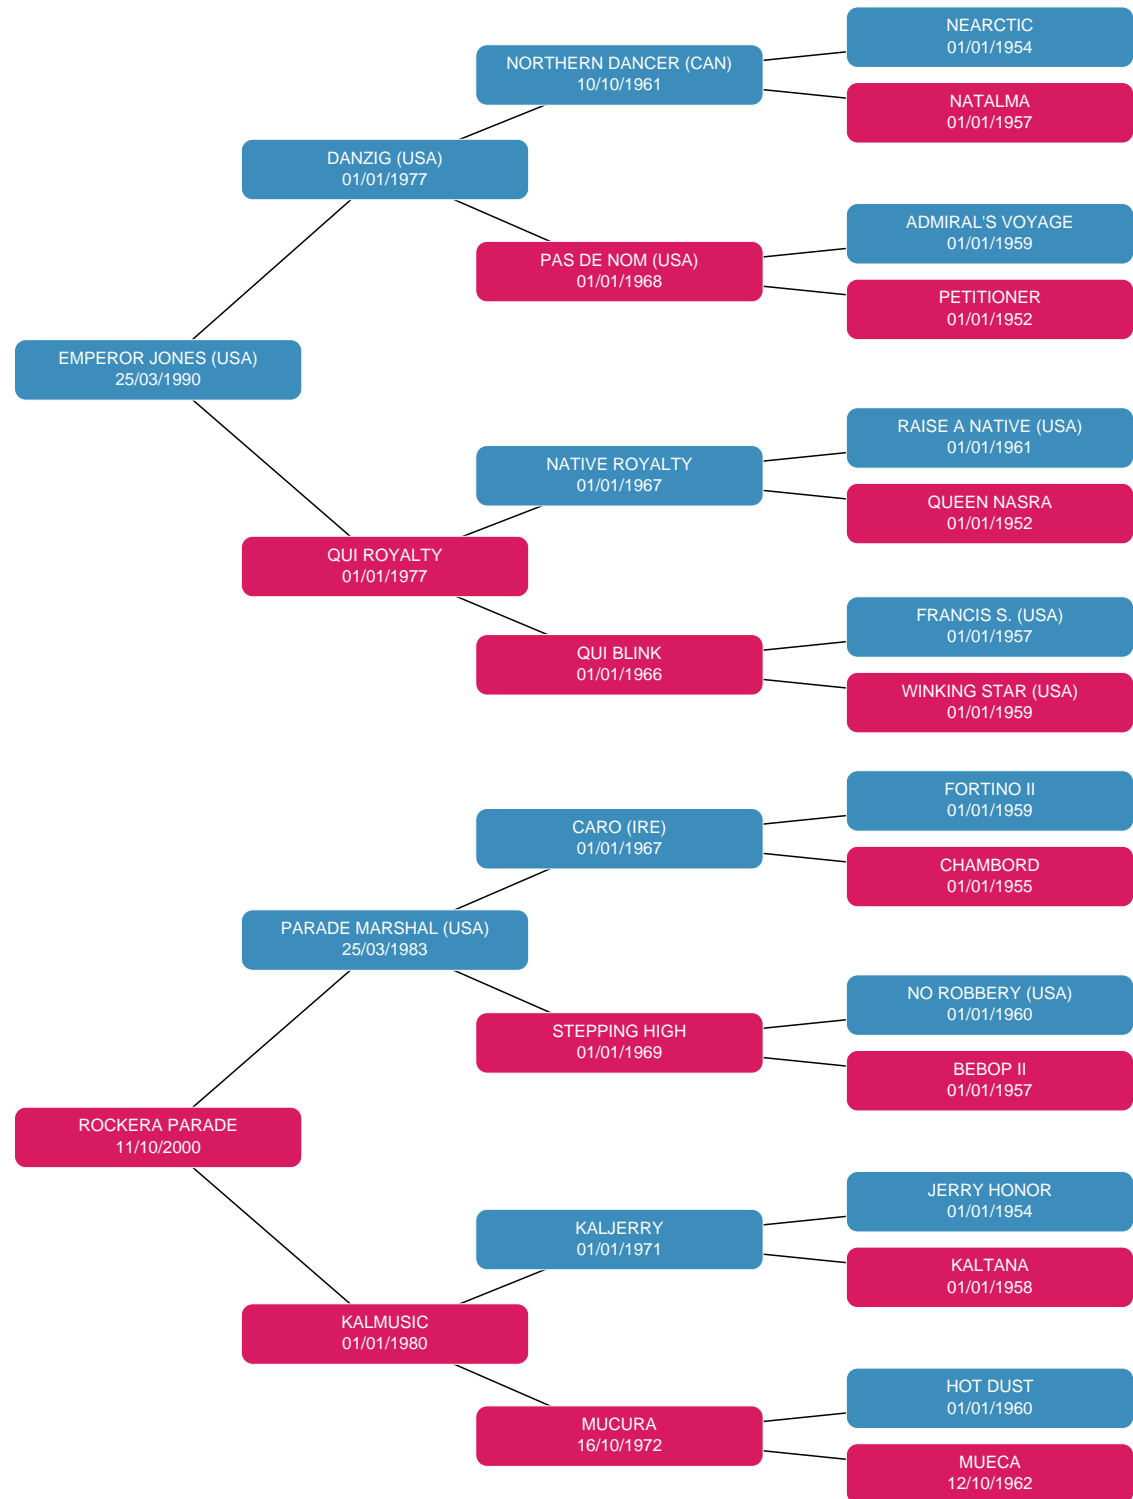 NEARCTIC
01/01/1954
NORTHERN DANCER (CAN)
10/10/1961
NATALMA
01/01/1957
DANZIG (USA)
01/01/1977
ADMIRAL'S VOYAGE
01/01/1959
PAS DE NOM (USA)
01/01/1968
PETITIONER
01/01/1952
EMPEROR JONES (USA)
25/03/1990
RAISE A NATIVE (USA)
01/01/1961
NATIVE ROYALTY
01/01/1967
QUEEN NASRA
01/01/1952
QUI ROYALTY
01/01/1977
FRANCIS S. (USA)
01/01/1957
QUI BLINK
01/01/1966
WINKING STAR (USA)
01/01/1959
FORTINO II
01/01/1959
CARO (IRE)
01/01/1967
CHAMBORD
01/01/1955
PARADE MARSHAL (USA)
25/03/1983
NO ROBBERY (USA)
01/01/1960
STEPPING HIGH
01/01/1969
BEBOP II
01/01/1957
ROCKERA PARADE
11/10/2000
JERRY HONOR
01/01/1954
KALJERRY
01/01/1971
KALTANA
01/01/1958
KALMUSIC
01/01/1980
HOT DUST
01/01/1960
MUCURA
16/10/1972
MUECA
12/10/1962